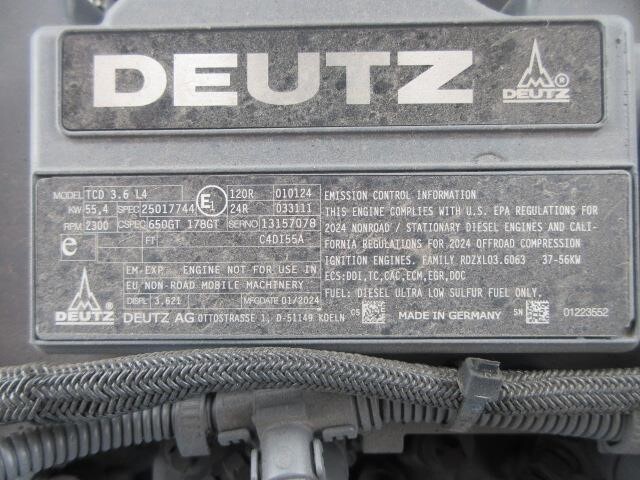 DEUTZ
DEUTZ ®
MODEL TCD 3.6 L4 E1 120R 010124
KW 55,4 SPEC 25017744 24R 033111
RPM 2300 CSPEC 650GT 178GT SERNO 13157078
e FT C4D155A
EM-EXP. ENGINE NOT FOR USE IN
EU NON-ROAD MOBILE MACHINERY
DISPL 3,621 MFGDATE 01/2024
DEUTZ DEUTZ AG OTTOSTRASSE 1, D-51149 KOELN
EMISSION CONTROL INFORMATION
THIS ENGINE COMPLIES WITH U.S. EPA REGULATIONS FOR
2024 NONROAD / STATIONARY DIESEL ENGINES AND CALI-
FORNIA REGULATIONS FOR 2024 OFFROAD COMPRESSION
IGNITION ENGINES. FAMILY RDZXL03.6063 37-56KW
ECS:DDI,TC,CAC,ECM,EGR,DOC
FUEL: DIESEL ULTRA LOW SULFUR FUEL ONLY.
CS MADE IN GERMANY SN 01223552